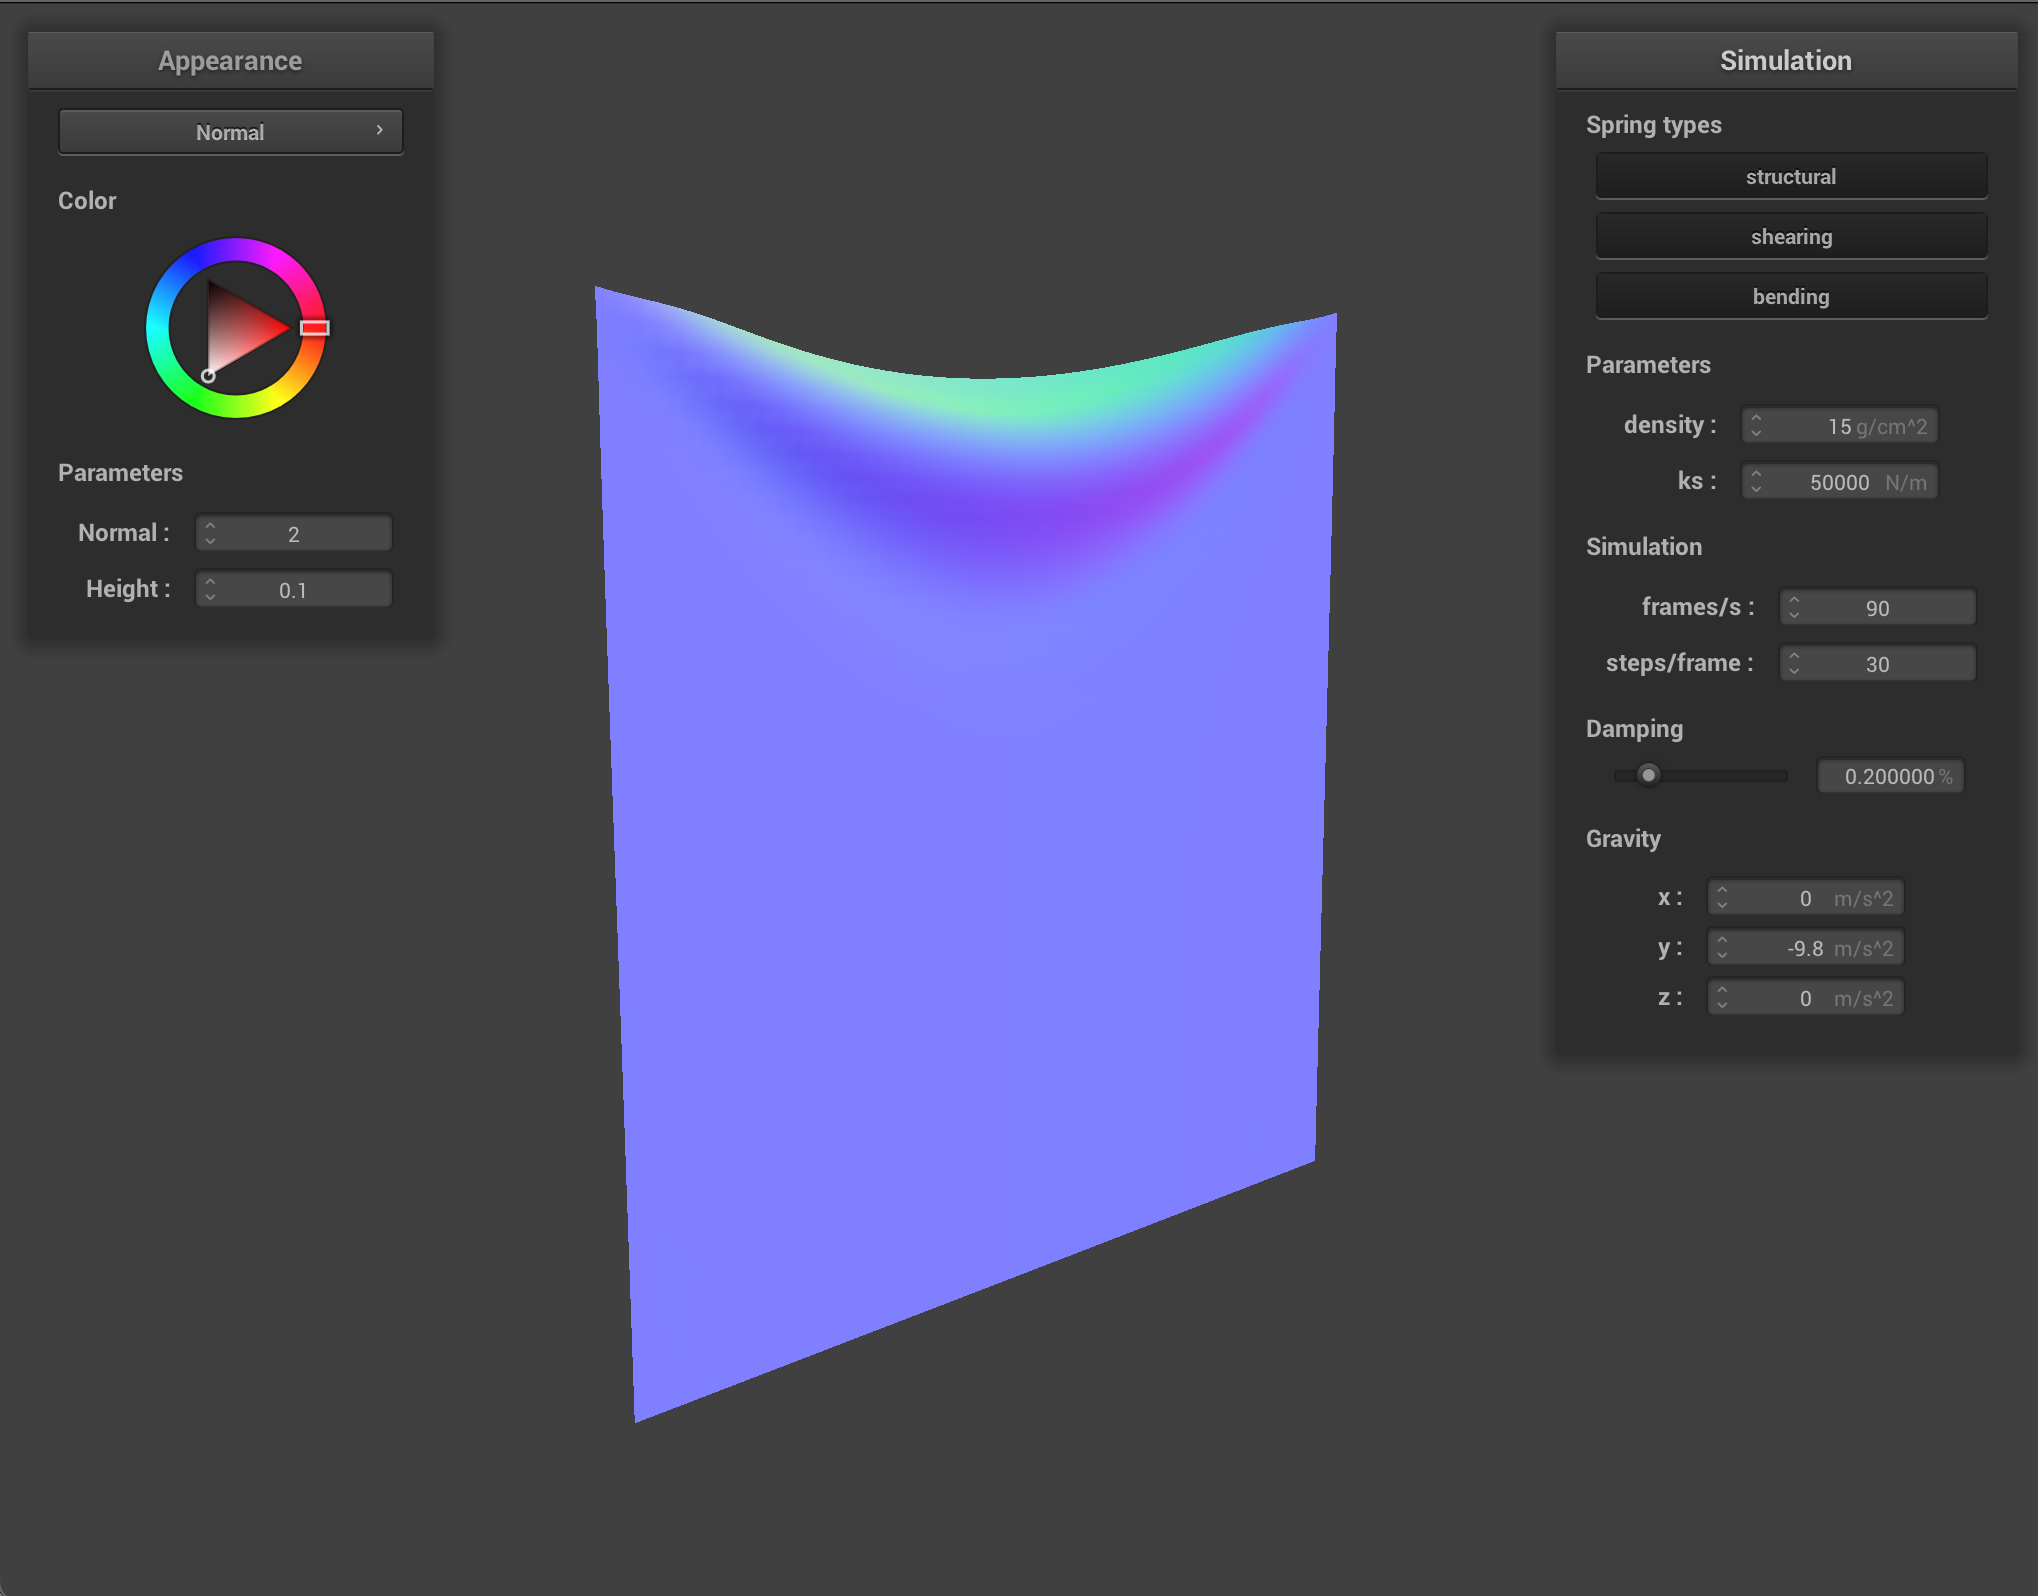 Appearance
Normal
Color
Parameters
Normal : 2
Height : 0.1
Simulation
Spring types
structural
shearing
bending
Parameters
density : 15 g/cm^2
ks : 50000 N/m
Simulation
frames/s : 90
steps/frame : 30
Damping
0.200000 %
Gravity
x : 0 m/s^2
y : -9.8 m/s^2
z : 0 m/s^2